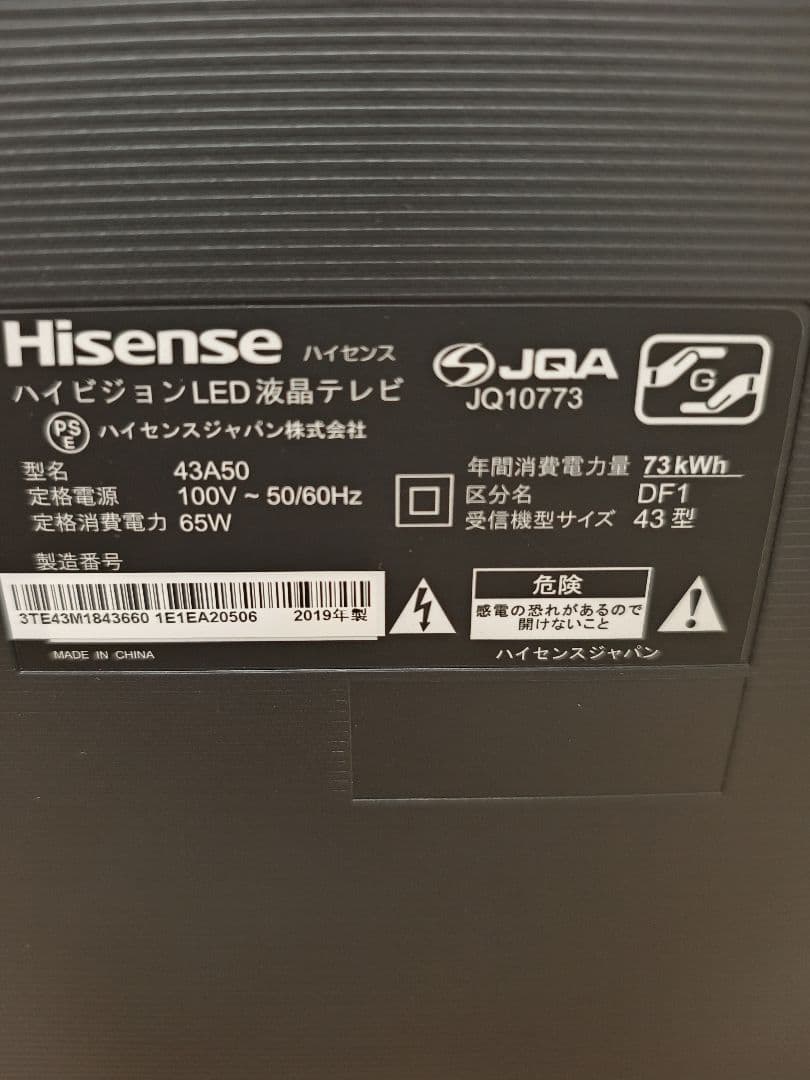 Hisense ハイセンス
ハイビジョンLED液晶テレビ
PSE ハイセンスジャパン株式会社
JQA
JQ10773
G
型名 43A50
定格電源 100V ~ 50/60Hz
定格消費電力 65W
年間消費電力量 73kWh
区分名 DF1
受信機型サイズ 43型
製造番号
3TE43M1843660 1E1EA20506 2019年製
MADE IN CHINA
危険
感電の恐れがあるので
開けないこと
ハイセンスジャパン